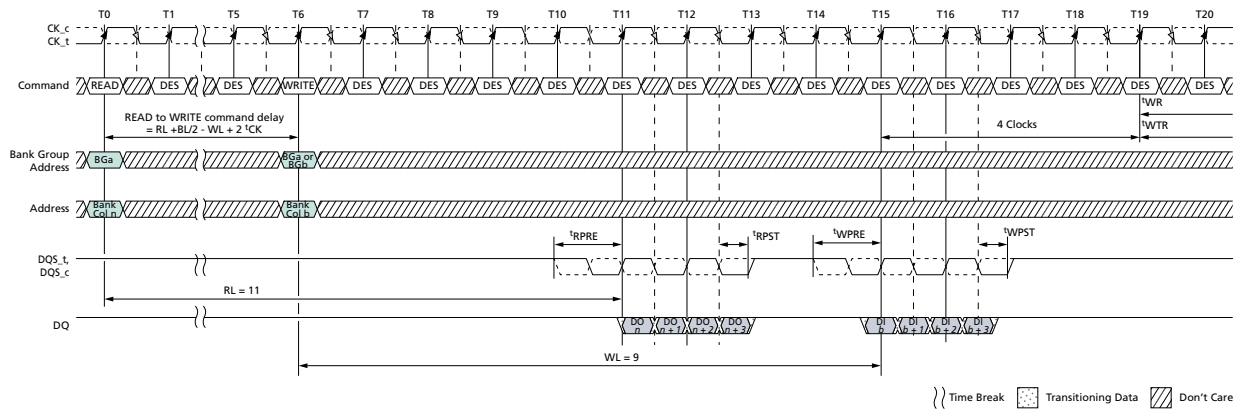 T0 T1 T5 T6 T7 T8 T9 T10 T11 T12 T13 T14 T15 T16 T17 T18 T19 T20
CK_c
CK_t
Command READ DES DES WRITE DES DES DES DES DES DES DES DES DES DES DES DES DES DES
tWR
READ to WRITE command delay
= RL +BL/2 - WL + 2 tCK
4 Clocks
tWTR
Bank Group
Address
BGa
BGa or
BGb
Address
Bank
Col n
Bank
Col b
tRPRE tRPST tWPRE tWPST
DQS_t,
DQS_c
RL = 11
DQ
DO
n
DO
n + 1
DO
n + 2
DO
n + 3
DI
b
DI
b + 1
DI
b + 2
DI
b + 3
WL = 9
Time Break Transitioning Data Don't Care